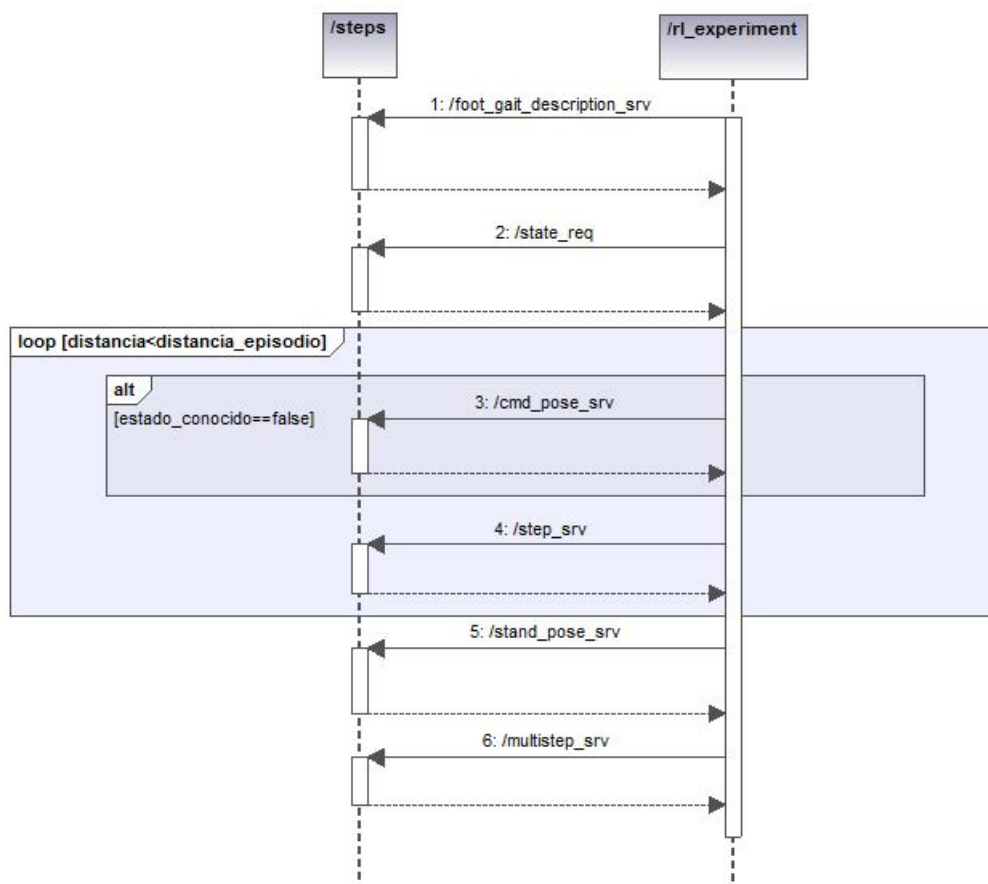 /steps
/rl_experiment
1: /foot_gait_description_srv
2: /state_req
loop [distancia<distancia_episodio]
alt
[estado_conocido==false]
3: /cmd_pose_srv
4: /step_srv
5: /stand_pose_srv
6: /multistep_srv